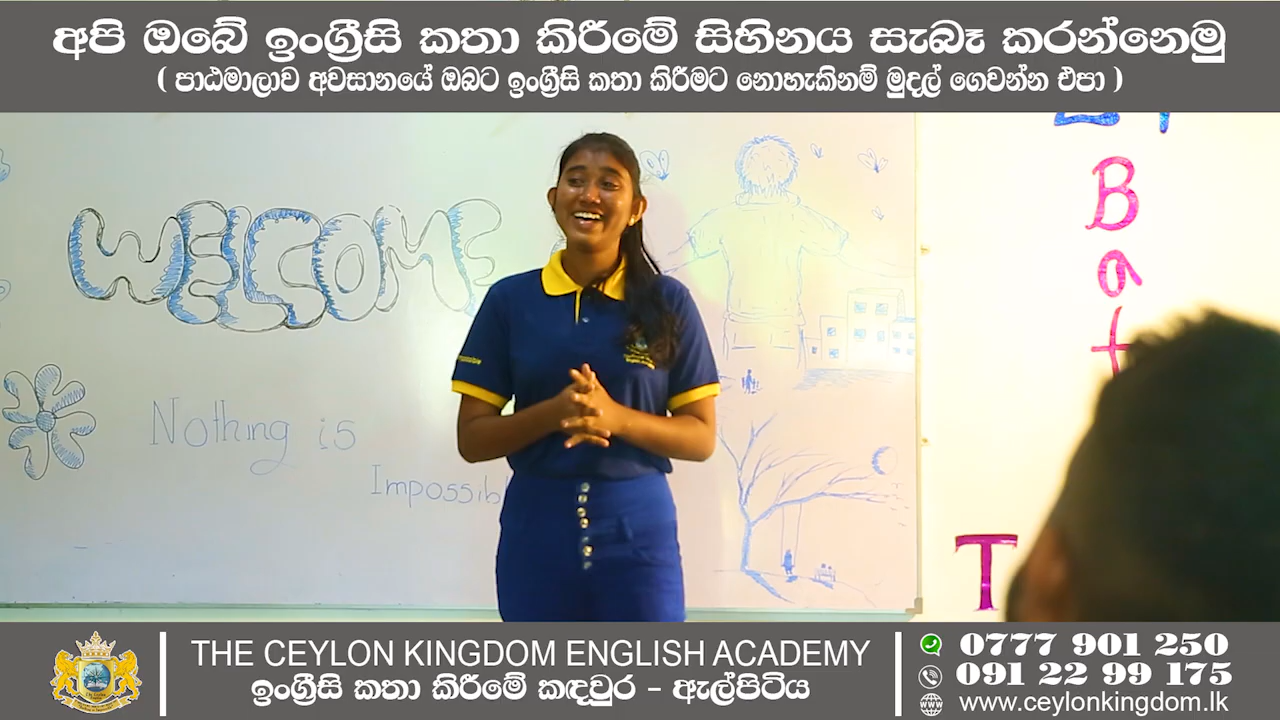 අපි ඔබේ ඉංග්‍රීසි කතා කිරීමේ සිහිනය සැබෑ කරන්නෙමු
( පාඨමාලාව අවසානයේ ඔබට ඉංග්‍රීසි කතා කිරීමට නොහැකිනම් මුදල් ගෙවන්න එපා )
WELCOME
Nothing is
Impossib
B
a
t
T
THE CEYLON KINGDOM ENGLISH ACADEMY
ඉංග්‍රීසි කතා කිරීමේ කඳවුර - ඇල්පිටිය
0777 901 250
091 22 99 175
www.ceylonkingdom.lk